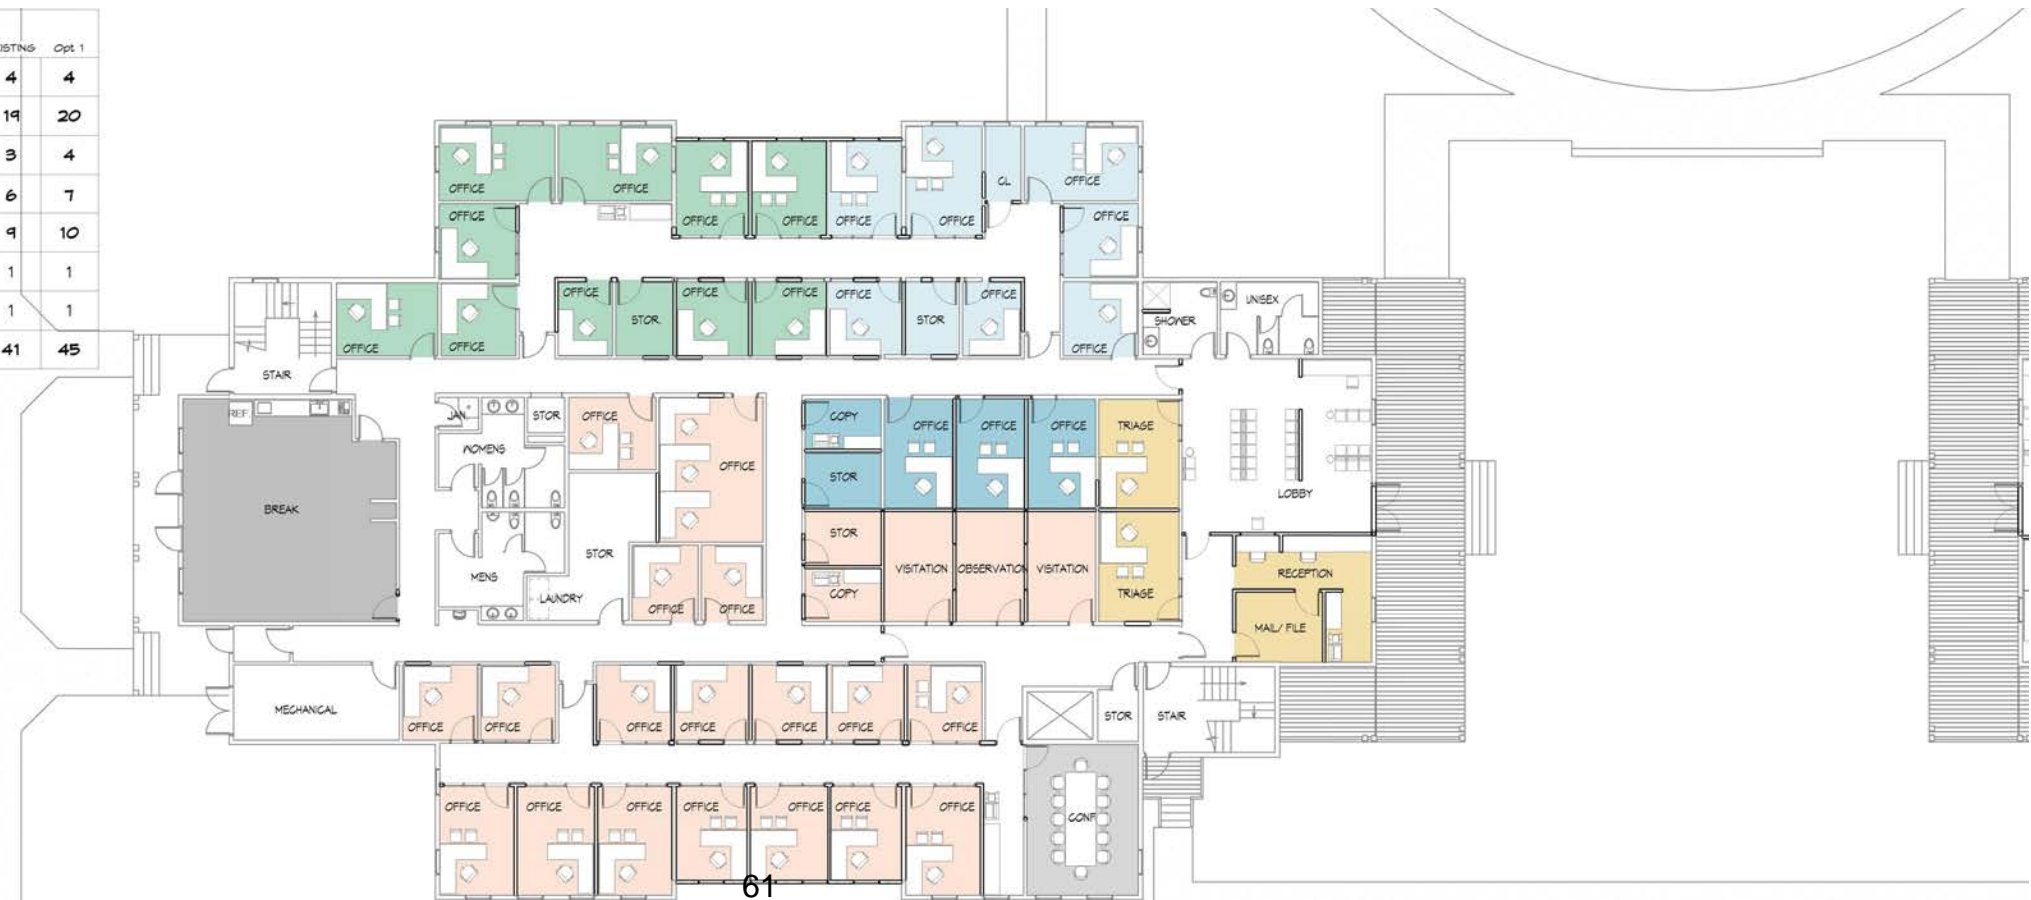 ISTING Opt 1
4 4
19 20
3 4
6 7
9 10
1 1
1 1
41 45
OFFICE OFFICE
OFFICE OFFICE OFFICE OFFICE
CL
OFFICE
OFFICE OFFICE
OFFICE OFFICE
OFFICE
STOR.
OFFICE OFFICE OFFICE
STOR
OFFICE
OFFICE
SHOWER
UNISEX
STAIR
REF.
BREAK
JAN.
WOMENS
STOR
OFFICE
OFFICE
MENS
STOR
LAUNDRY
OFFICE OFFICE
COPY
STOR
STOR
COPY
OFFICE OFFICE OFFICE
TRIAGE
VISITATION OBSERVATION VISITATION
TRIAGE
LOBBY
RECEPTION
MAIL/ FILE
MECHANICAL
OFFICE OFFICE OFFICE OFFICE OFFICE OFFICE OFFICE
STOR
STAIR
OFFICE OFFICE OFFICE OFFICE OFFICE OFFICE OFFICE
CONF
61